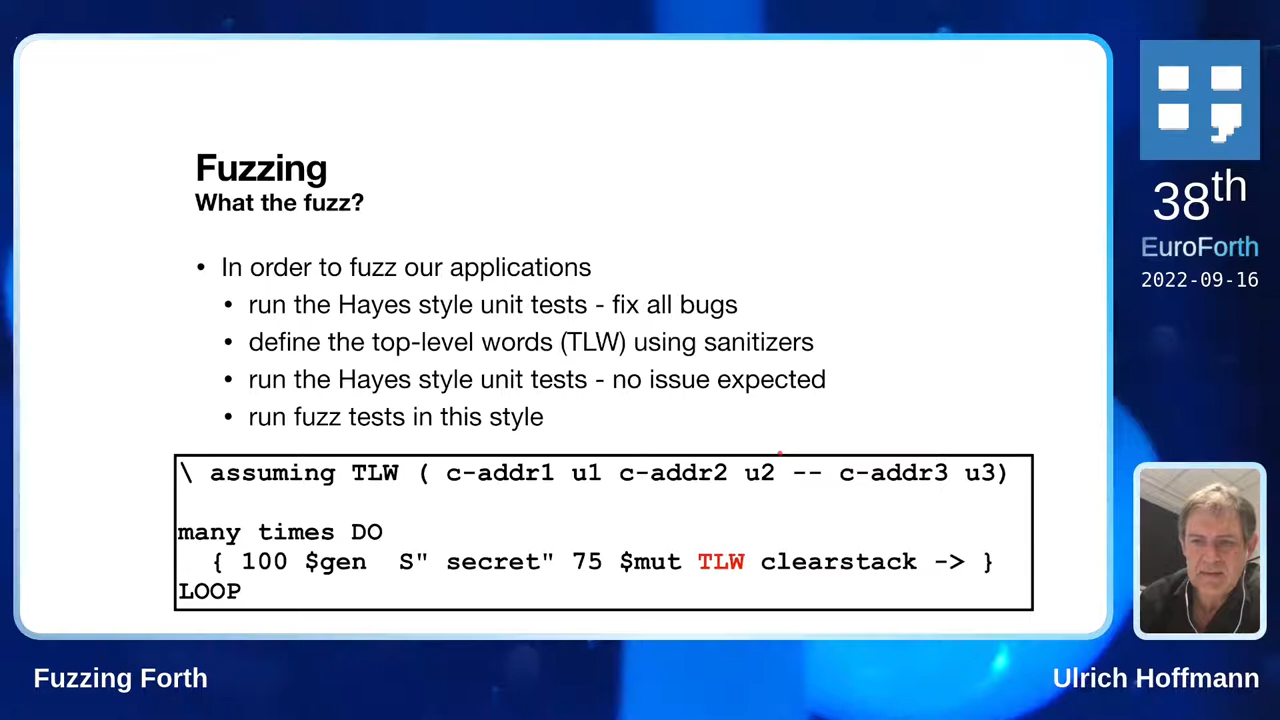 Fuzzing
What the fuzz?
• In order to fuzz our applications
• run the Hayes style unit tests - fix all bugs
• define the top-level words (TLW) using sanitizers
• run the Hayes style unit tests - no issue expected
• run fuzz tests in this style
\ assuming TLW ( c-addr1 u1 c-addr2 u2 -- c-addr3 u3)
many times DO
{ 100 $gen S" secret" 75 $mut TLW clearstack -> }
LOOP
38th
EuroForth
2022-09-16
Fuzzing Forth
Ulrich Hoffmann